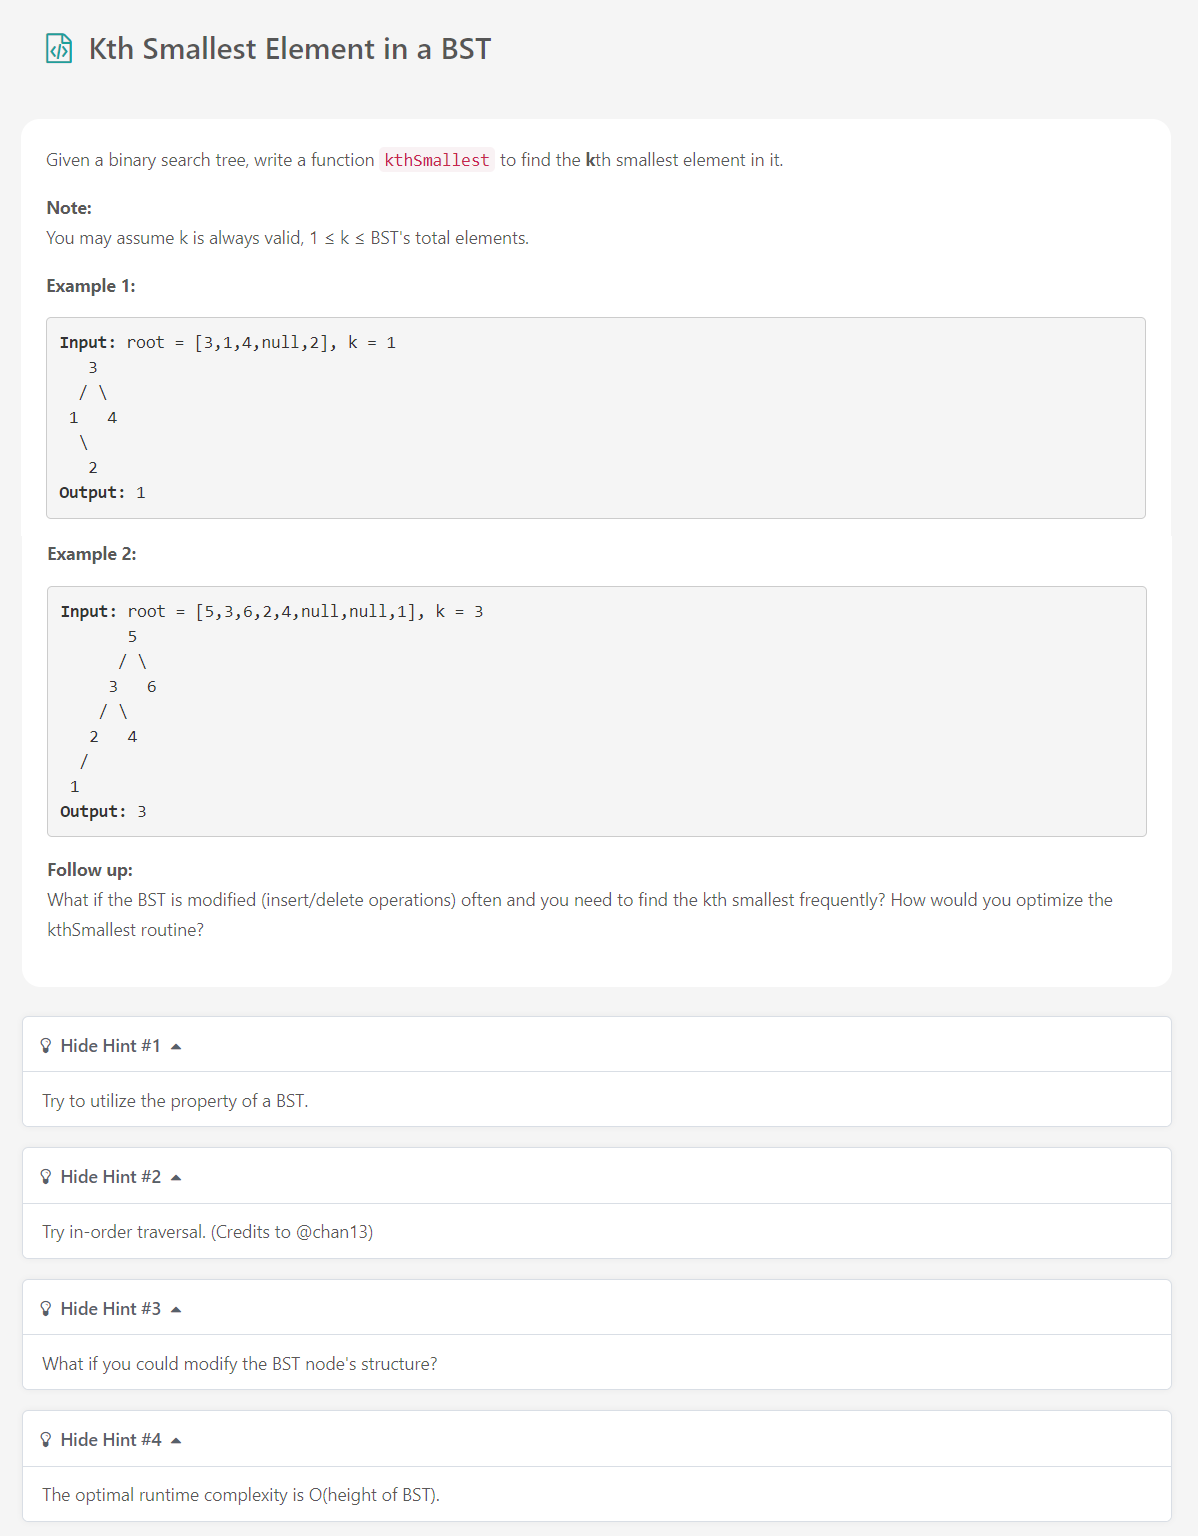 Kth Smallest Element in a BST
Given a binary search tree, write a function kthSmallest to find the kth smallest element in it.
Note:
You may assume k is always valid, 1 ≤ k ≤ BST's total elements.
Example 1:
Input: root = [3,1,4,null,2], k = 1
   3
  / \
 1   4
  \
   2
Output: 1
Example 2:
Input: root = [5,3,6,2,4,null,null,1], k = 3
       5
      / \
     3   6
    / \
   2   4
  /
 1
Output: 3
Follow up:
What if the BST is modified (insert/delete operations) often and you need to find the kth smallest frequently? How would you optimize the
kthSmallest routine?
Hide Hint #1
Try to utilize the property of a BST.
Hide Hint #2
Try in-order traversal. (Credits to @chan13)
Hide Hint #3
What if you could modify the BST node's structure?
Hide Hint #4
The optimal runtime complexity is O(height of BST).